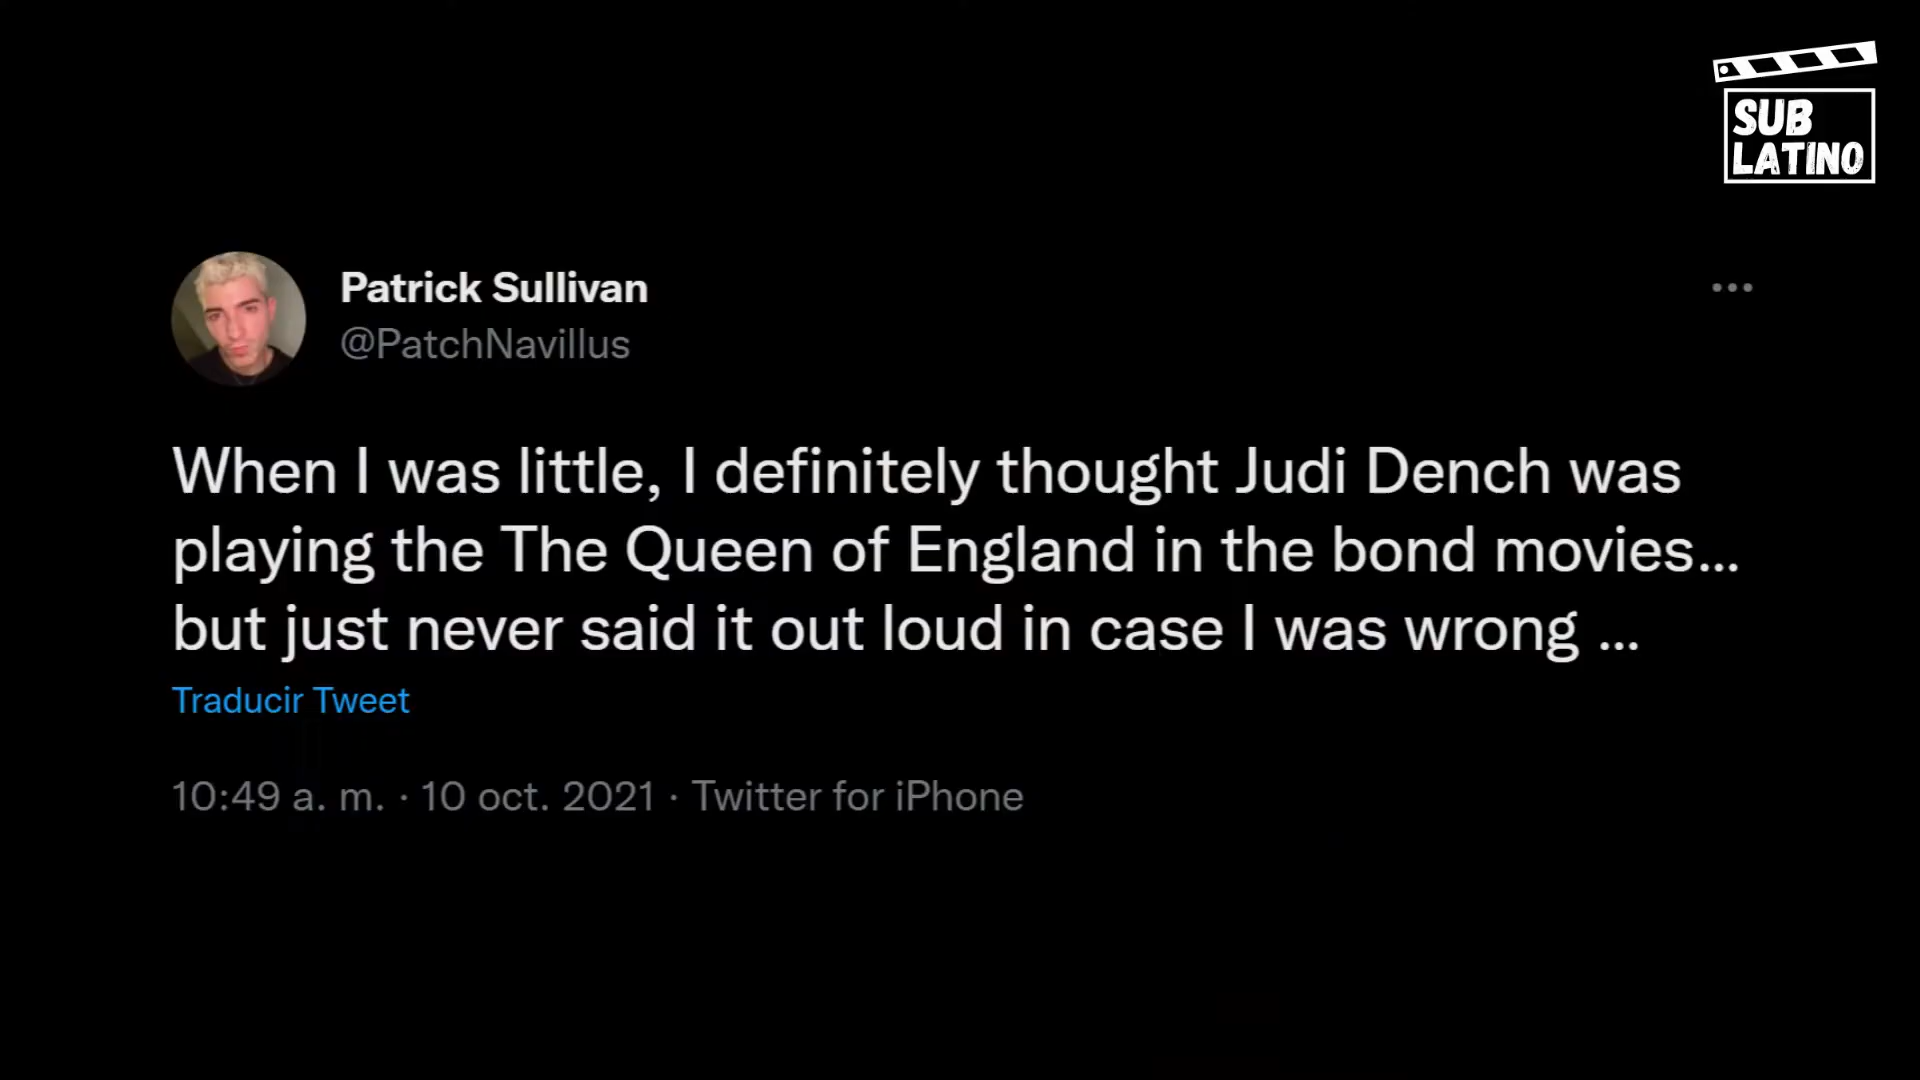 SUB
LATINO
Patrick Sullivan
@PatchNavillus
When I was little, I definitely thought Judi Dench was
playing the The Queen of England in the bond movies...
but just never said it out loud in case I was wrong ...
Traducir Tweet
10:49 a. m. · 10 oct. 2021 · Twitter for iPhone